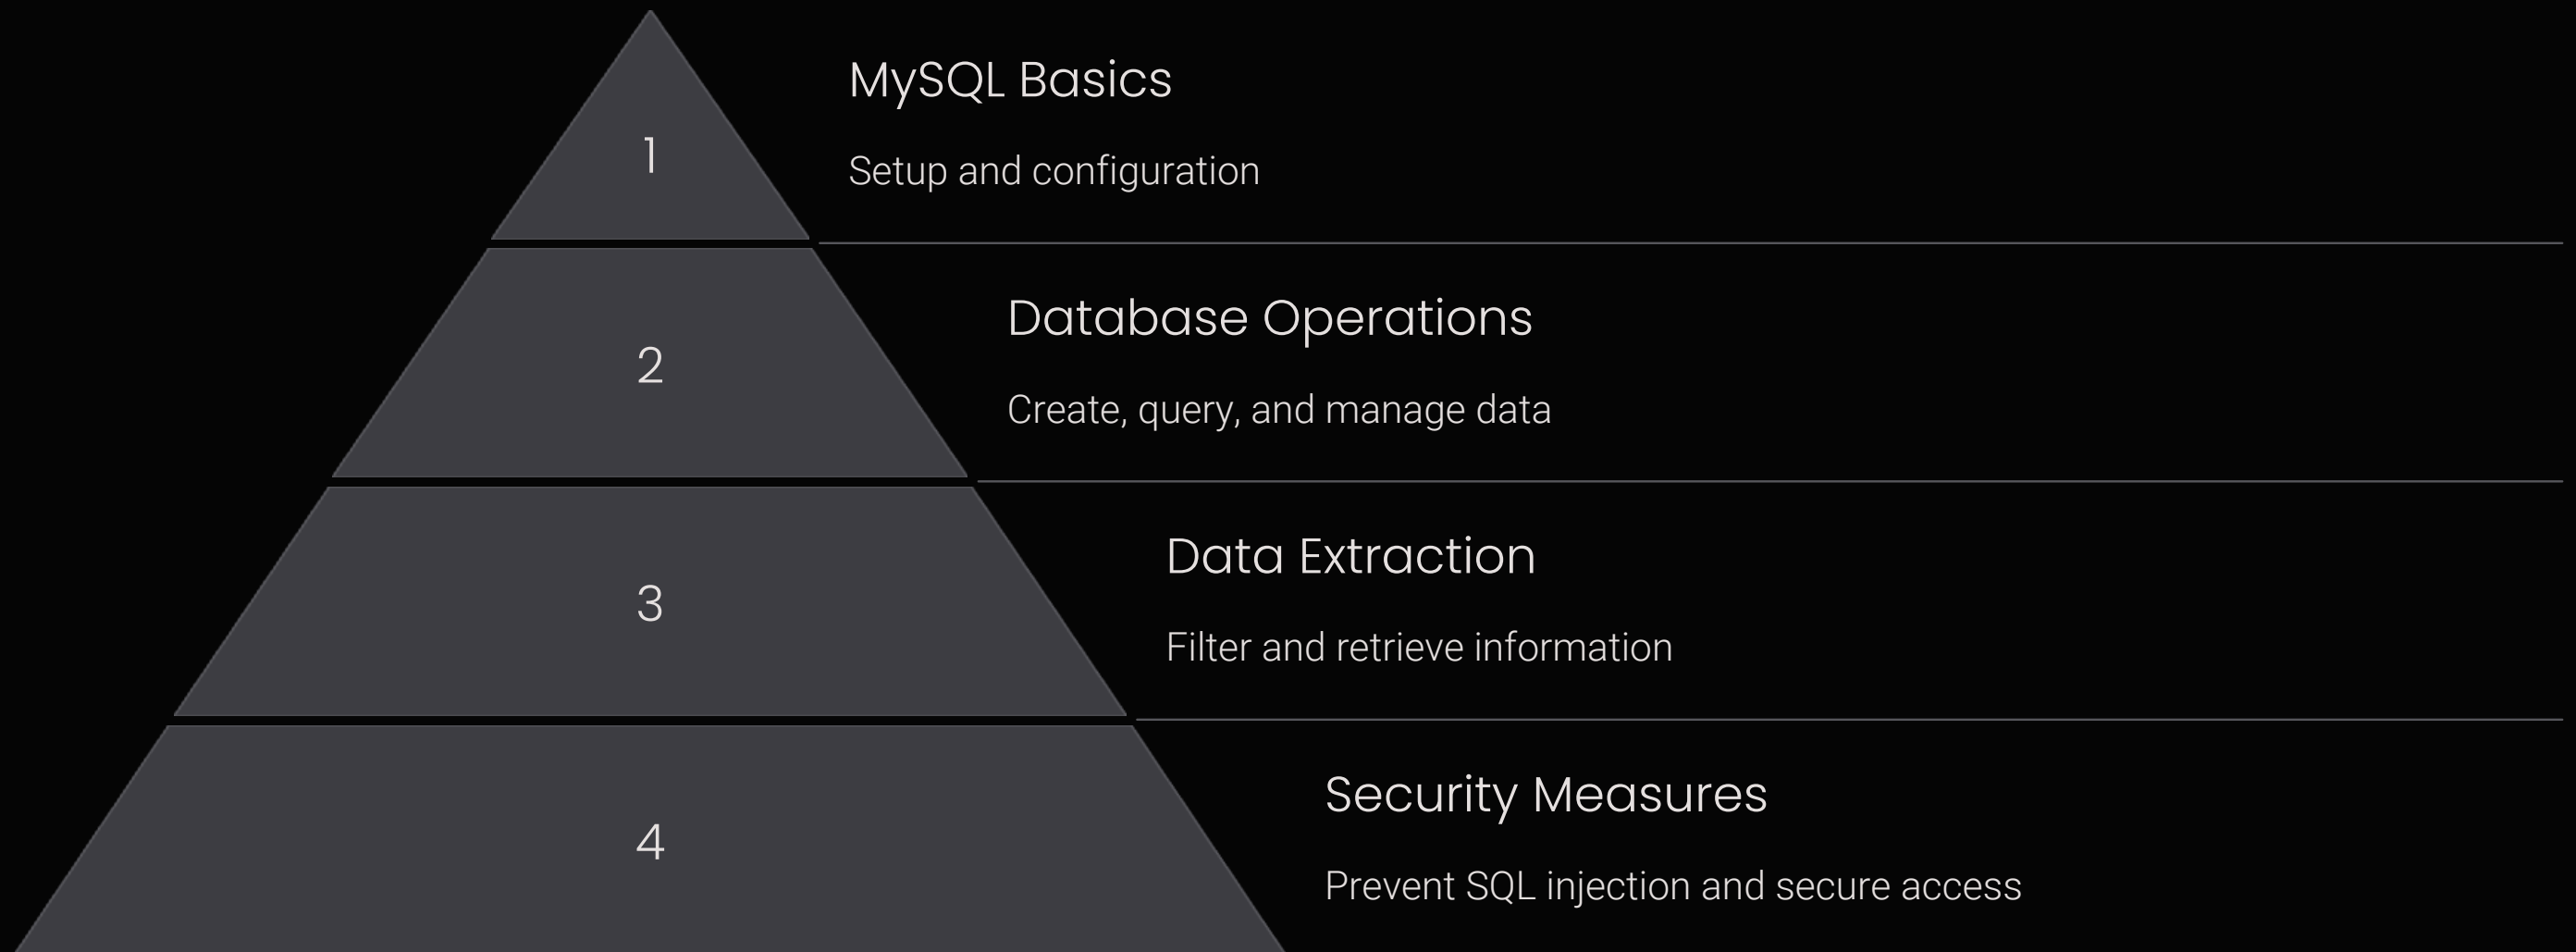 1
MySQL Basics
Setup and configuration
2
Database Operations
Create, query, and manage data
3
Data Extraction
Filter and retrieve information
4
Security Measures
Prevent SQL injection and secure access